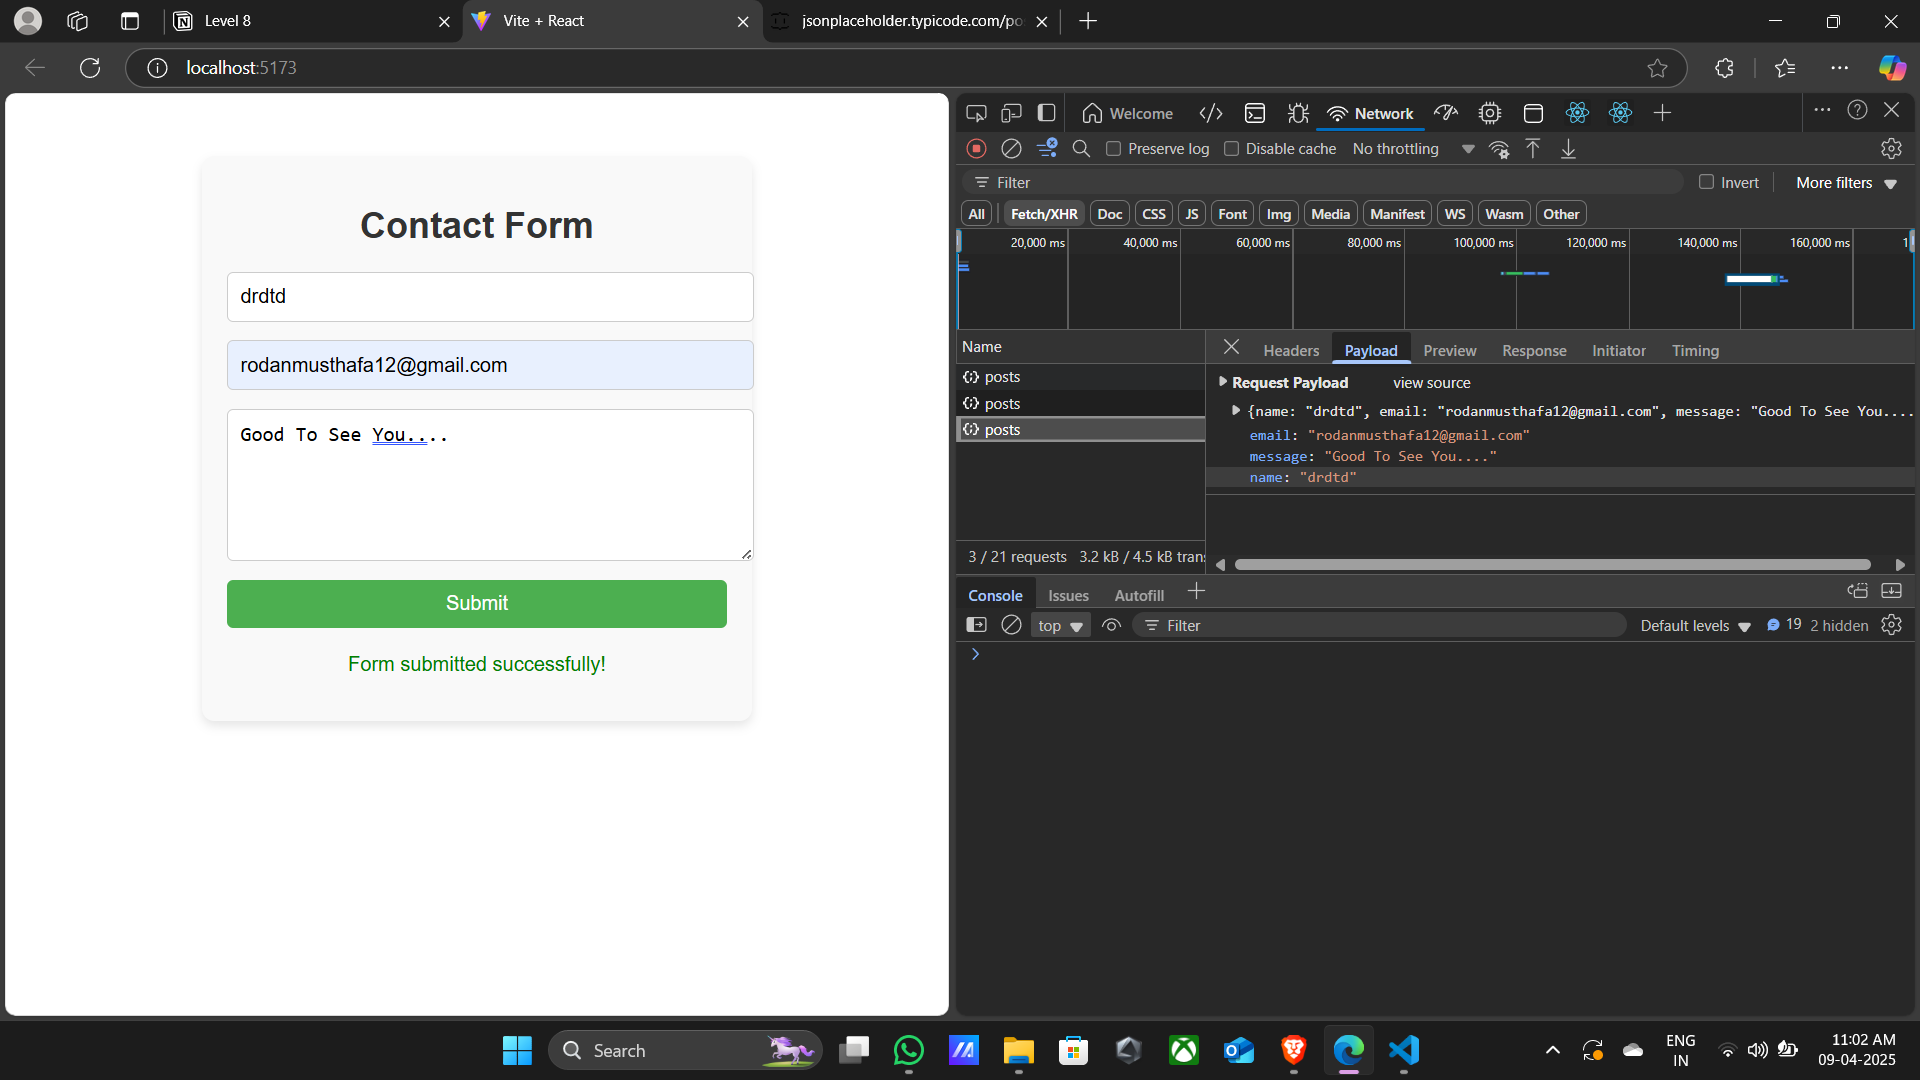 Level 8
Vite + React
jsonplaceholder.typicode.com/po
localhost:5173
Contact Form
drdtd
rodanmusthafa12@gmail.com
Good To See You....
Submit
Form submitted successfully!
Welcome
Network
Preserve log
Disable cache
No throttling
Filter
Invert
More filters
All
Fetch/XHR
Doc
CSS
JS
Font
Img
Media
Manifest
WS
Wasm
Other
20,000 ms
40,000 ms
60,000 ms
80,000 ms
100,000 ms
120,000 ms
140,000 ms
160,000 ms
1
Name
posts
posts
posts
3 / 21 requests 3.2 kB / 4.5 kB trans
Headers
Payload
Preview
Response
Initiator
Timing
Request Payload
view source
{name: "drdtd", email: "rodanmusthafa12@gmail.com", message: "Good To See You....
email: "rodanmusthafa12@gmail.com"
message: "Good To See You...."
name: "drdtd"
Console
Issues
Autofill
top
Filter
Default levels
19
2 hidden
Search
ENG
IN
11:02 AM
09-04-2025